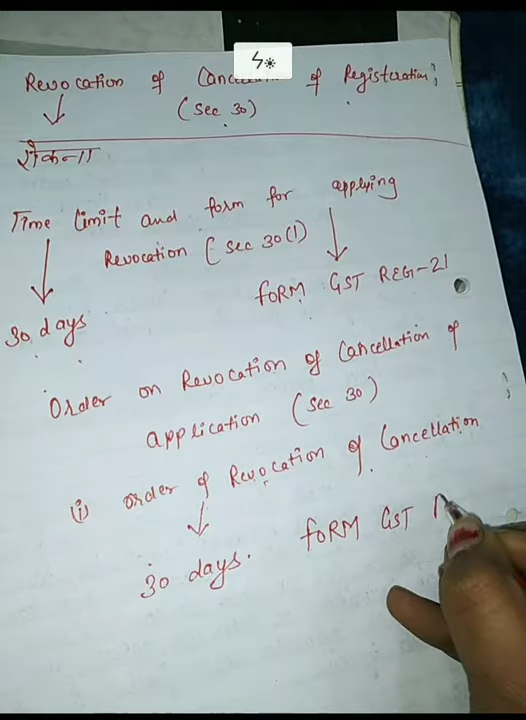 Revocation of Cancellation of Registration;
(Sec 30)
रोकना
Time limit and form for applying
Revocation (sec 30(1)
30 days
FORM GST REG-21
Order on Revocation of Cancellation of
application (sec 30)
(i) order of Revocation of Cancellation ;
30 days. FORM GST